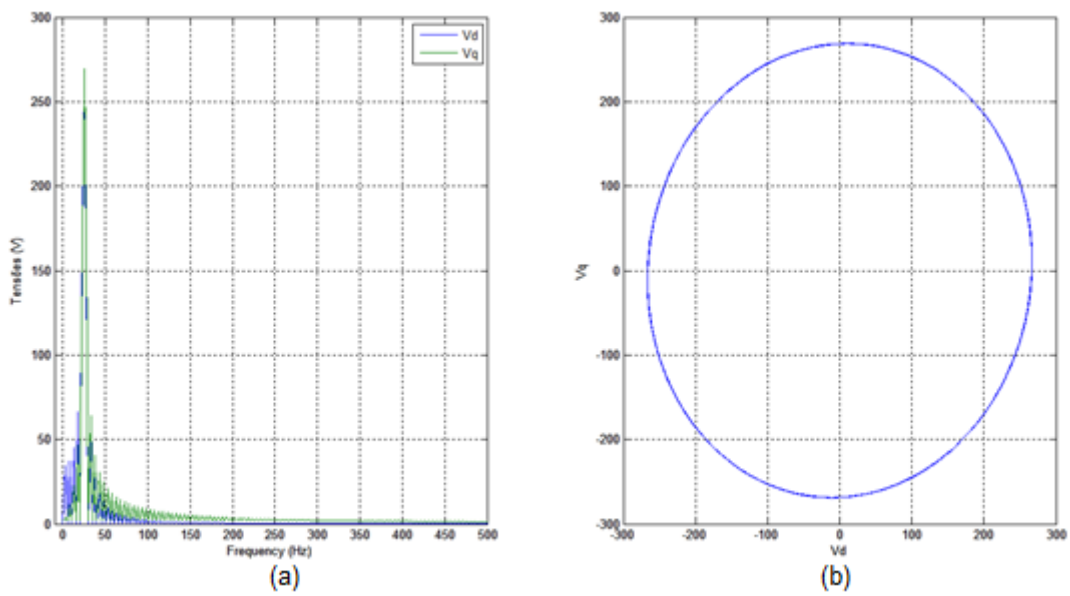 300
250
200
150
100
50
0
Tensões (V)
Vd
Vq
0 50 100 150 200 250 300 350 400 450 500
Frequency (Hz)
(a)
300
200
100
0
-100
-200
-300
Vq
-300 -200 -100 0 100 200 300
Vd
(b)